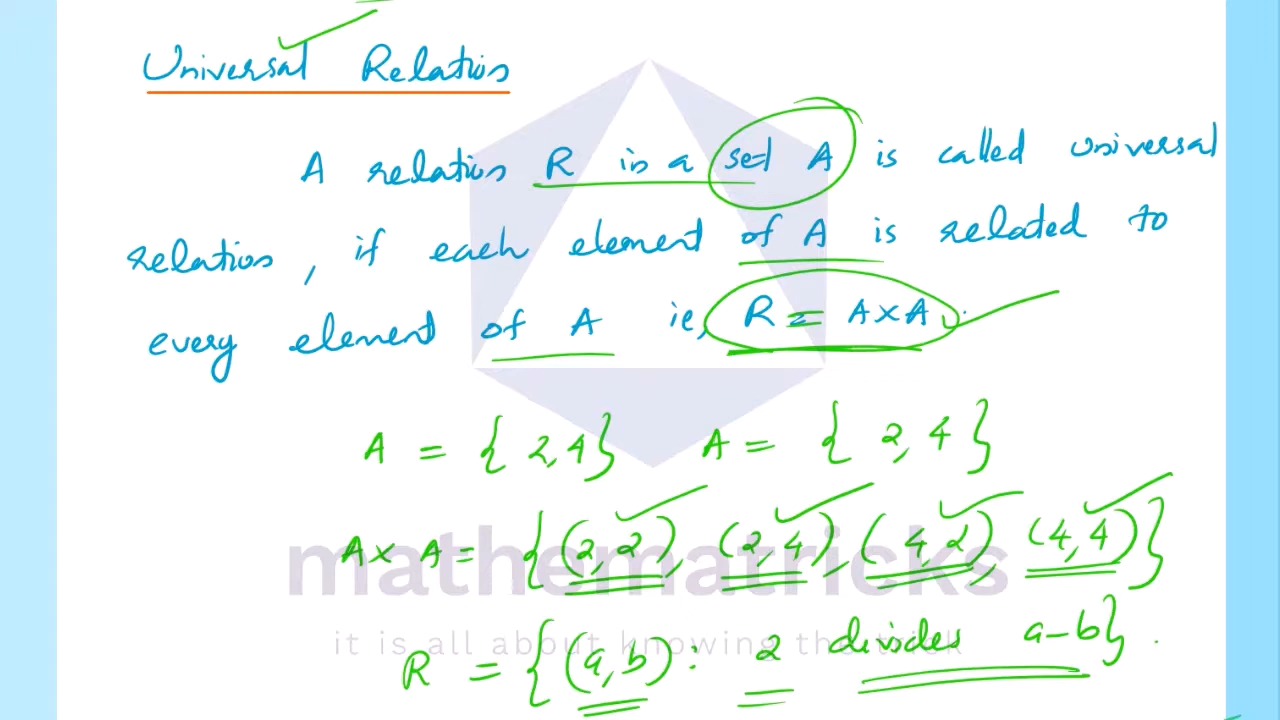 Universal Relation
A relation R in a set A is called universal
relation, if each element of A is related to
every element of A ie, R = A×A.
A = { 2,4} A = { 2, 4 }
A× A = {(2,2), (2,4), (4,2), (4,4)}
mathematricks
it is all about knowing the trick
R = {(a,b): 2 divides a-b}.